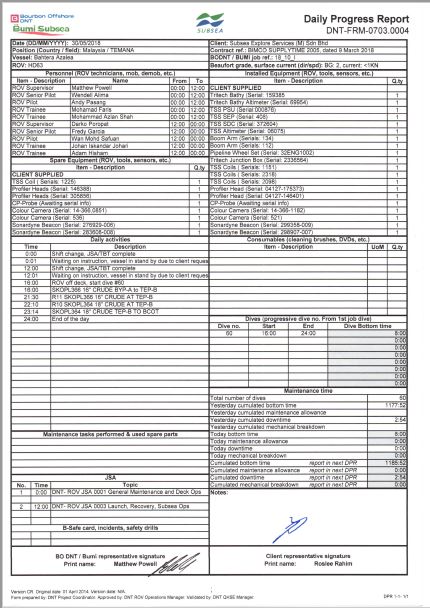 Bourbon Offshore
DNT
Bumi Subsea
SUBSEA
Daily Progress Report
DNT-FRM-0703.0004
Date (DD/MM/YYYY): 30/05/2018
Client: Subsea Explore Services (M) Sdn Bhd
Position (Country / field): Malaysia / TEMANA
Contract ref.: BIMCO SUPPLYTIME 2005, dated 9 March 2018
Vessel: Bantera Azalea
BODNT / BUMI job ref.: 18_10_I
ROV: HD63
Beaufort grade, surface current (dir/spd): BG: 2; current: <1KN
Personnel (ROV technicians, mob, demob, etc.)
Installed Equipment (ROV, tools, sensors, etc.)
Item - Description Name From To
Item - Description Q.ty
ROV Supervisor Matthew Powell 00:00 12:00
CLIENT SUPPLIED
ROV Senior Pilot Wendell Alima 00:00 12:00
Tritech Bathy (Serial: 159385 1
ROV Pilot Andy Pasang 00:00 12:00
Tritech Bathy Altimeter (Serial: 69954) 1
ROV Trainee Mohamad Faris 00:00 12:00
TSS PSU (Serial:000876) 1
ROV Trainee Mohammad Azlan Shah 00:00 12:00
TSS SEP (Serial: 408) 1
ROV Supervisor Darko Poropat 12:00 00:00
TSS SDC (Serial: 372604) 1
ROV Senior Pilot Fredy Garcia 12:00 00:00
TSS Altimeter (Serial: 06075) 1
ROV Pilot Wan Mohd Safuan 12:00 00:00
Boom Arm (Serial: 134) 1
ROV Trainee Johan Iskandar Johari 12:00 00:00
Boom Arm (Serial: 112) 1
ROV Trainee Adam Haiham 12:00 00:00
Pipeline Wheel Set (Serial: 32ENG1002) 1
Spare Equipment (ROV, tools, sensors, etc.)
Tritech Junction Box (Serial: 2336564) 1
Item - Description Q.ty
TSS Coils (Serial: 1151) 1
CLIENT SUPPLIED
TSS Coils (Serial: 2318) 1
TSS Coil (Serials: 1225) 1
TSS Coils (Serial: 2098) 1
Profiler Heads (Serial: 146388) 1
Profiler Head (Serial: 04127-175373) 1
Profiler Heads (Serial: 305856) 1
Profiler Head (Serial: 04127-146401) 1
CP-Probe (Awaiting serial info) 1
CP-Probe (Awaiting serial info) 1
Colour Camera (Serial: 14-366,0851) 1
Colour Camera (Serial: 14-366-1182) 1
Colour Camera (Serial: 536) 1
Colour Camera (Serial: 521) 1
Sonardyne Beacon (Serial: 276929-006) 1
Sonardyne Beacon (Serial: 299358-009) 1
Sonardyne Beacon (Serial: 283608-008) 1
Sonardyne Beacon (Serial: 298907-007) 1
Daily activities
Consumables (cleaning brushes, DVDs, etc.)
Time Description
Item - Description UoM Q.ty
0:00 Shift change, JSA/TBT complete
0:01 Waiting on instruction, vessel in stand by due to client reques
12:00 Shift change, JSA/TBT complete
12:01 Waiting on instruction, vessel in stand by due to client reques
16:00 ROV off deck, start dive #60
16:00 SKOPL366 16" CRUDE BYP-A to TEP-B
21:30 R11 SKOPL366 16" CRUDE AT TEP-B
22:10 R10 SKOPL364 18" CRUDE AT TEP-B
23:14 SKOPL364 18" CRUDE TEP-B TO BCOT
24:00 End of the day
Dives (progressive dive no. From 1st job dive)
Dive no. Start End Dive Bottom time
60 16:00 24:00 8:00
0:00
0:00
0:00
0:00
0:00
0:00
Maintenance time
Total number of dives 60
Yesterday cumulated bottom time 1177:52
Yesterday cumulated maintenance allowance
Yesterday cumulated downtime 2:54
Yesterday cumulated mechanical breakdown
Maintenance tasks performed & used spare parts
Today bottom time 8:00
Today maintenance allowance 0:00
Today downtime 0:00
Today mechanical breakdown 0:00
Cumulated bottom time report in next DPR 1185:52
Cumulated maintenance allowance report in next DPR 0:00
JSA
Cumulated downtime report in next DPR 2:54
Cumulated mechanical breakdown report in next DPR 0:00
No. Time Topic
Notes:
1 0:00 DNT- ROV JSA 0001 General Maintenance and Deck Ops
2 12:00 DNT- ROV JSA 0003 Launch, Recovery, Subsea Ops
B-Safe card, incidents, safety drills
BO DNT / Bumi representative signature
Print name: Matthew Powell
Client representative signature
Print name: Roslee Rahim
Version CR. Original date: 01 April 2014. Version date: N/A.
Form prepared by: DNT Project Coordinator. Approved by: DNT ROV Operations Manager. Validated by: DNT QHSE Manager.
DPR 1-1- V1